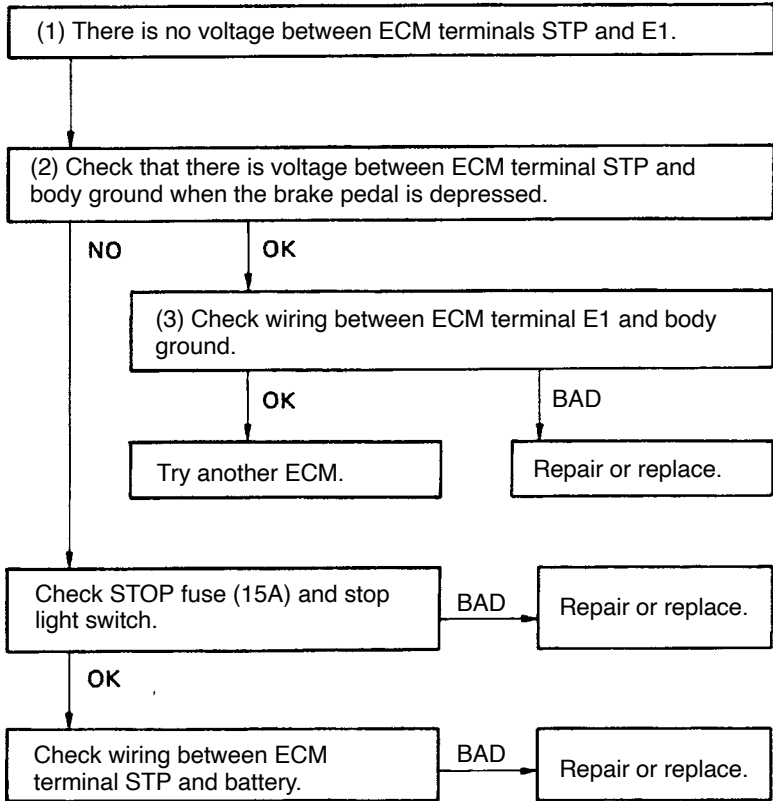 (1) There is no voltage between ECM terminals STP and E1.
(2) Check that there is voltage between ECM terminal STP and
body ground when the brake pedal is depressed.
NO
OK
(3) Check wiring between ECM terminal E1 and body
ground.
OK
BAD
Try another ECM.
Repair or replace.
Check STOP fuse (15A) and stop
light switch.
BAD
Repair or replace.
OK
Check wiring between ECM
terminal STP and battery.
BAD
Repair or replace.